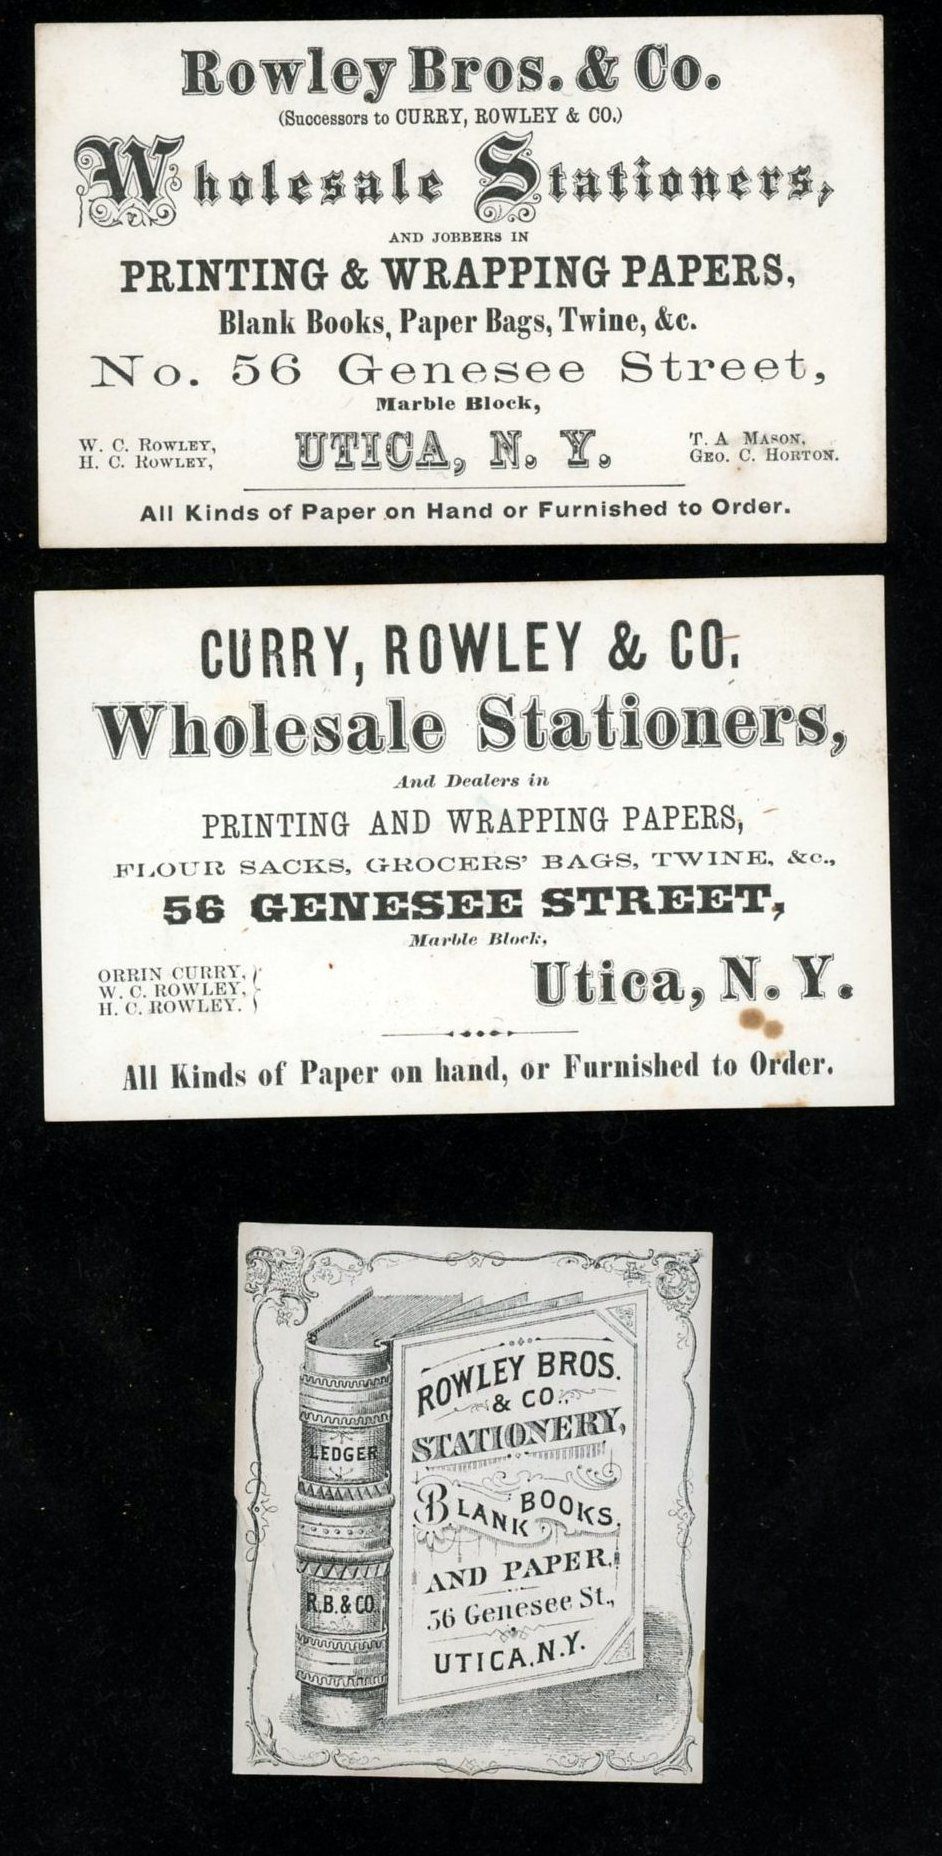 Rowley Bros. & Co.
(Successors to CURRY, ROWLEY & CO.)
Wholesale Stationers,
AND JOBBERS IN
PRINTING & WRAPPING PAPERS,
Blank Books, Paper Bags, Twine, &c.
No. 56 Genesee Street,
Marble Block,
W. C. ROWLEY,
H. C. ROWLEY,
UTICA, N. Y.
T. A MASON,
GEO. C. HORTON.
All Kinds of Paper on Hand or Furnished to Order.
CURRY, ROWLEY & CO.
Wholesale Stationers,
And Dealers in
PRINTING AND WRAPPING PAPERS,
FLOUR SACKS, GROCERS' BAGS, TWINE, &c.,
56 GENESEE STREET,
Marble Block,
ORRIN CURRY,
W. C. ROWLEY,
H. C. ROWLEY.
Utica, N. Y.
All Kinds of Paper on hand, or Furnished to Order.
LEDGER
R.B. & CO.
ROWLEY BROS.
& CO.,
STATIONERY,
BLANK BOOKS,
AND PAPER,
56 Genesee St.,
UTICA, N.Y.